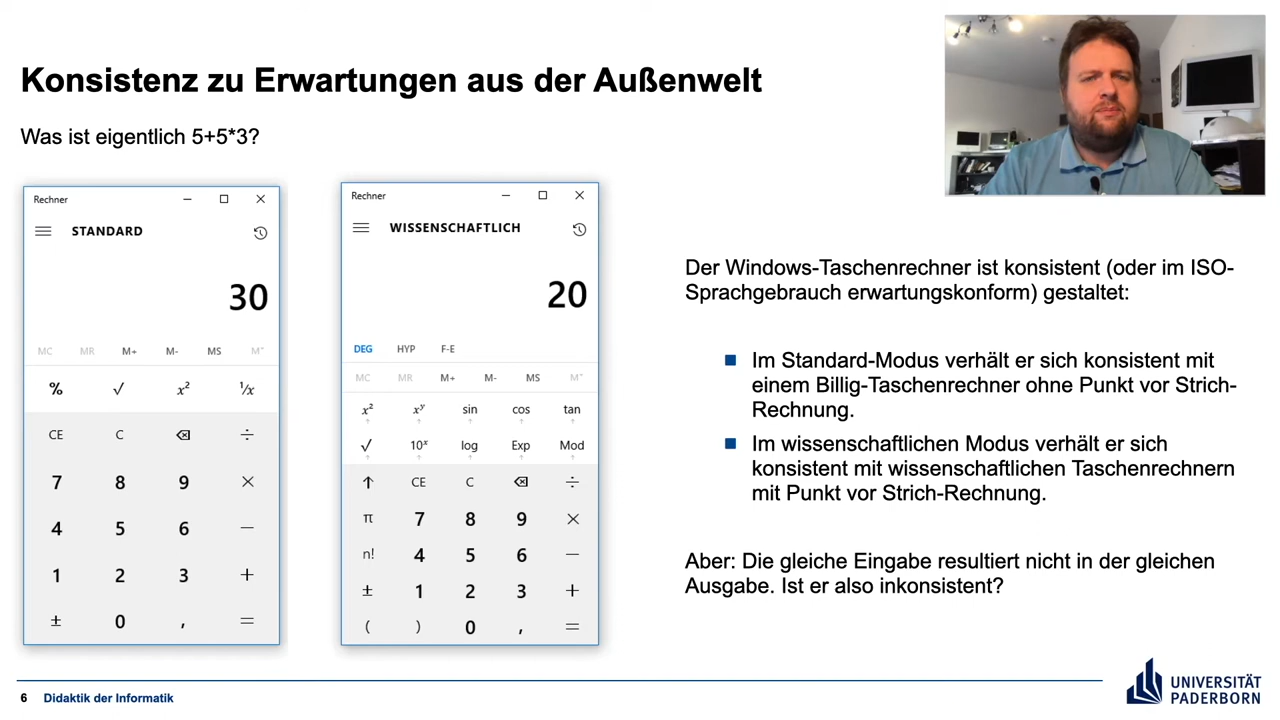 Konsistenz zu Erwartungen aus der Außenwelt
Was ist eigentlich 5+5*3?
Rechner
STANDARD
30
MC MR M+ M- MS M˅
% √ x² ¹/x
CE C ⌫ ÷
7 8 9 ×
4 5 6 −
1 2 3 +
± 0 , =
Rechner
WISSENSCHAFTLICH
20
DEG HYP F-E
MC MR M+ M- MS M˅
x² xʸ sin cos tan
√ 10ˣ log Exp Mod
↑ CE C ⌫ ÷
π 7 8 9 ×
n! 4 5 6 −
± 1 2 3 +
( ) 0 , =
Der Windows-Taschenrechner ist konsistent (oder im ISO-
Sprachgebrauch erwartungskonform) gestaltet:
Im Standard-Modus verhält er sich konsistent mit
einem Billig-Taschenrechner ohne Punkt vor Strich-
Rechnung.
Im wissenschaftlichen Modus verhält er sich
konsistent mit wissenschaftlichen Taschenrechnern
mit Punkt vor Strich-Rechnung.
Aber: Die gleiche Eingabe resultiert nicht in der gleichen
Ausgabe. Ist er also inkonsistent?
6 Didaktik der Informatik
UNIVERSITÄT
PADERBORN